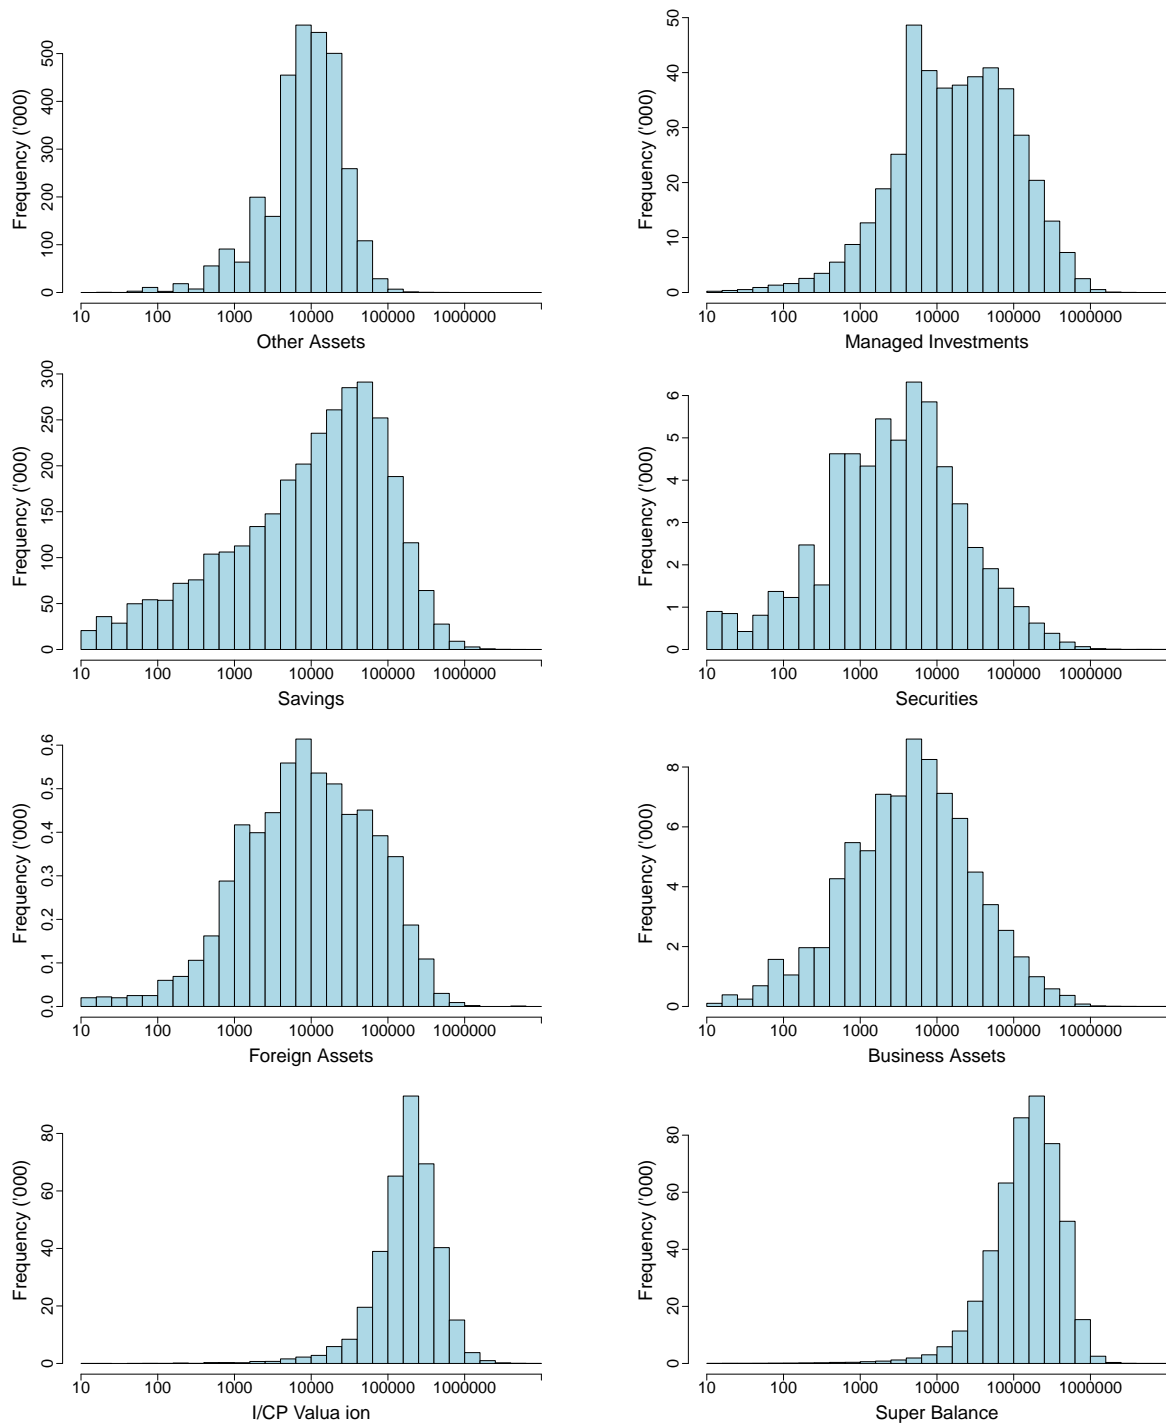 Frequency ('000)
0 100 200 300 400 500
10 100 1000 10000 100000 1000000
Other Assets
Frequency ('000)
0 10 20 30 40 50
10 100 1000 10000 100000 1000000
Managed Investments
Frequency ('000)
0 50 100 150 200 250 300
10 100 1000 10000 100000 1000000
Savings
Frequency ('000)
0 1 2 3 4 5 6
10 100 1000 10000 100000 1000000
Securities
Frequency ('000)
0.0 0.1 0.2 0.3 0.4 0.5 0.6
10 100 1000 10000 100000 1000000
Foreign Assets
Frequency ('000)
0 2 4 6 8
10 100 1000 10000 100000 1000000
Business Assets
Frequency ('000)
0 20 40 60 80
10 100 1000 10000 100000 1000000
I/CP Valua ion
Frequency ('000)
0 20 40 60 80
10 100 1000 10000 100000 1000000
Super Balance